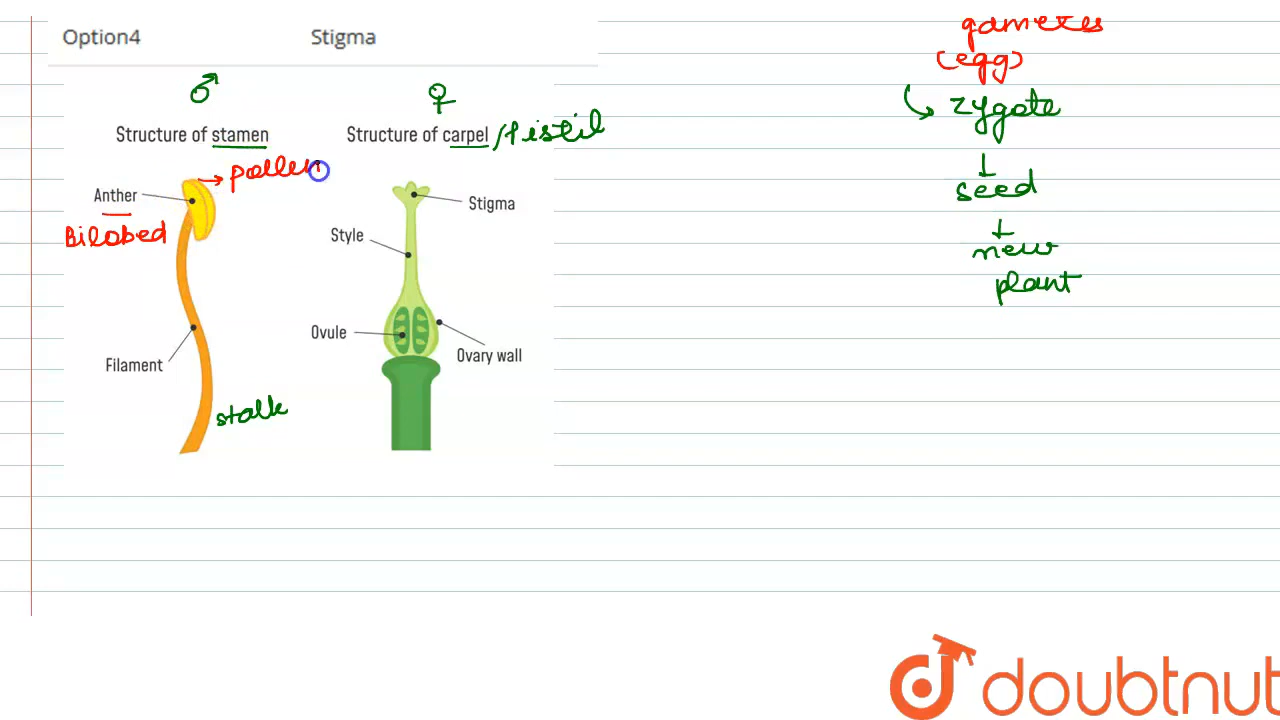 Option4 Stigma
♂ ♀
Structure of stamen Structure of carpel /Pistil
→ pollen
Anther
Bilobed
Stigma
Style
Ovule
Ovary wall
Filament
stalk
gametes
(egg)
↳ zygote
↓
seed
↓
new
plant
doubtnut